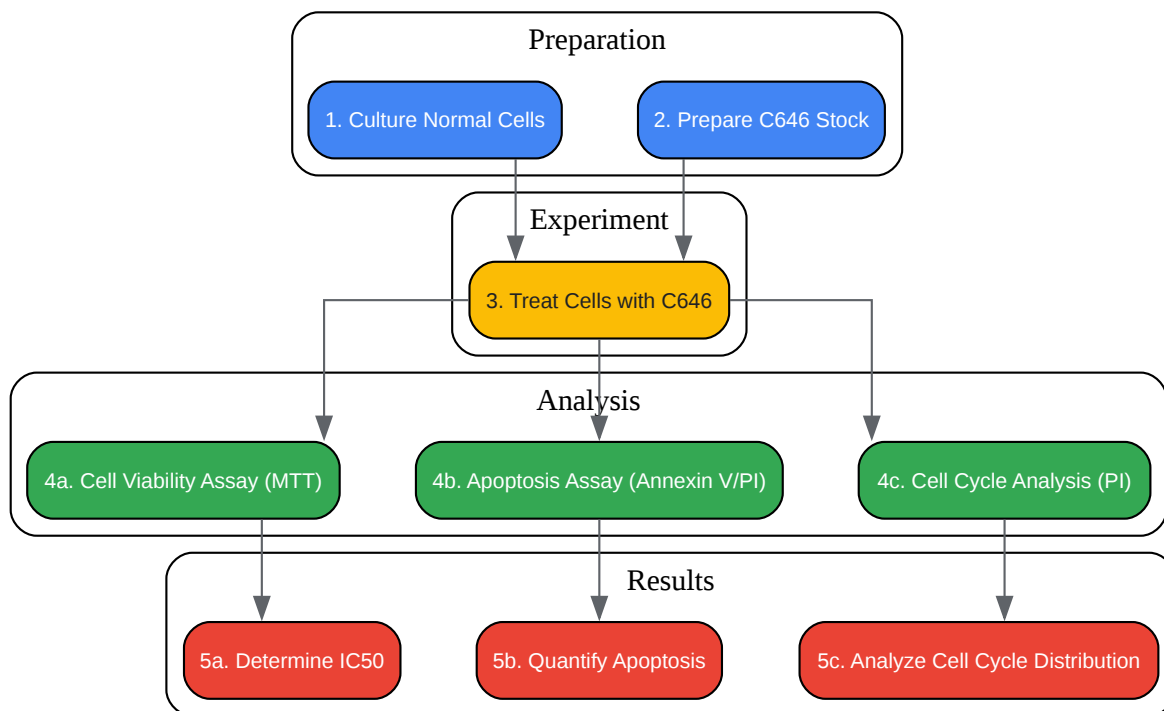 Preparation
1. Culture Normal Cells
2. Prepare C646 Stock
Experiment
3. Treat Cells with C646
Analysis
4a. Cell Viability Assay (MTT)
4b. Apoptosis Assay (Annexin V/PI)
4c. Cell Cycle Analysis (PI)
Results
5a. Determine IC50
5b. Quantify Apoptosis
5c. Analyze Cell Cycle Distribution